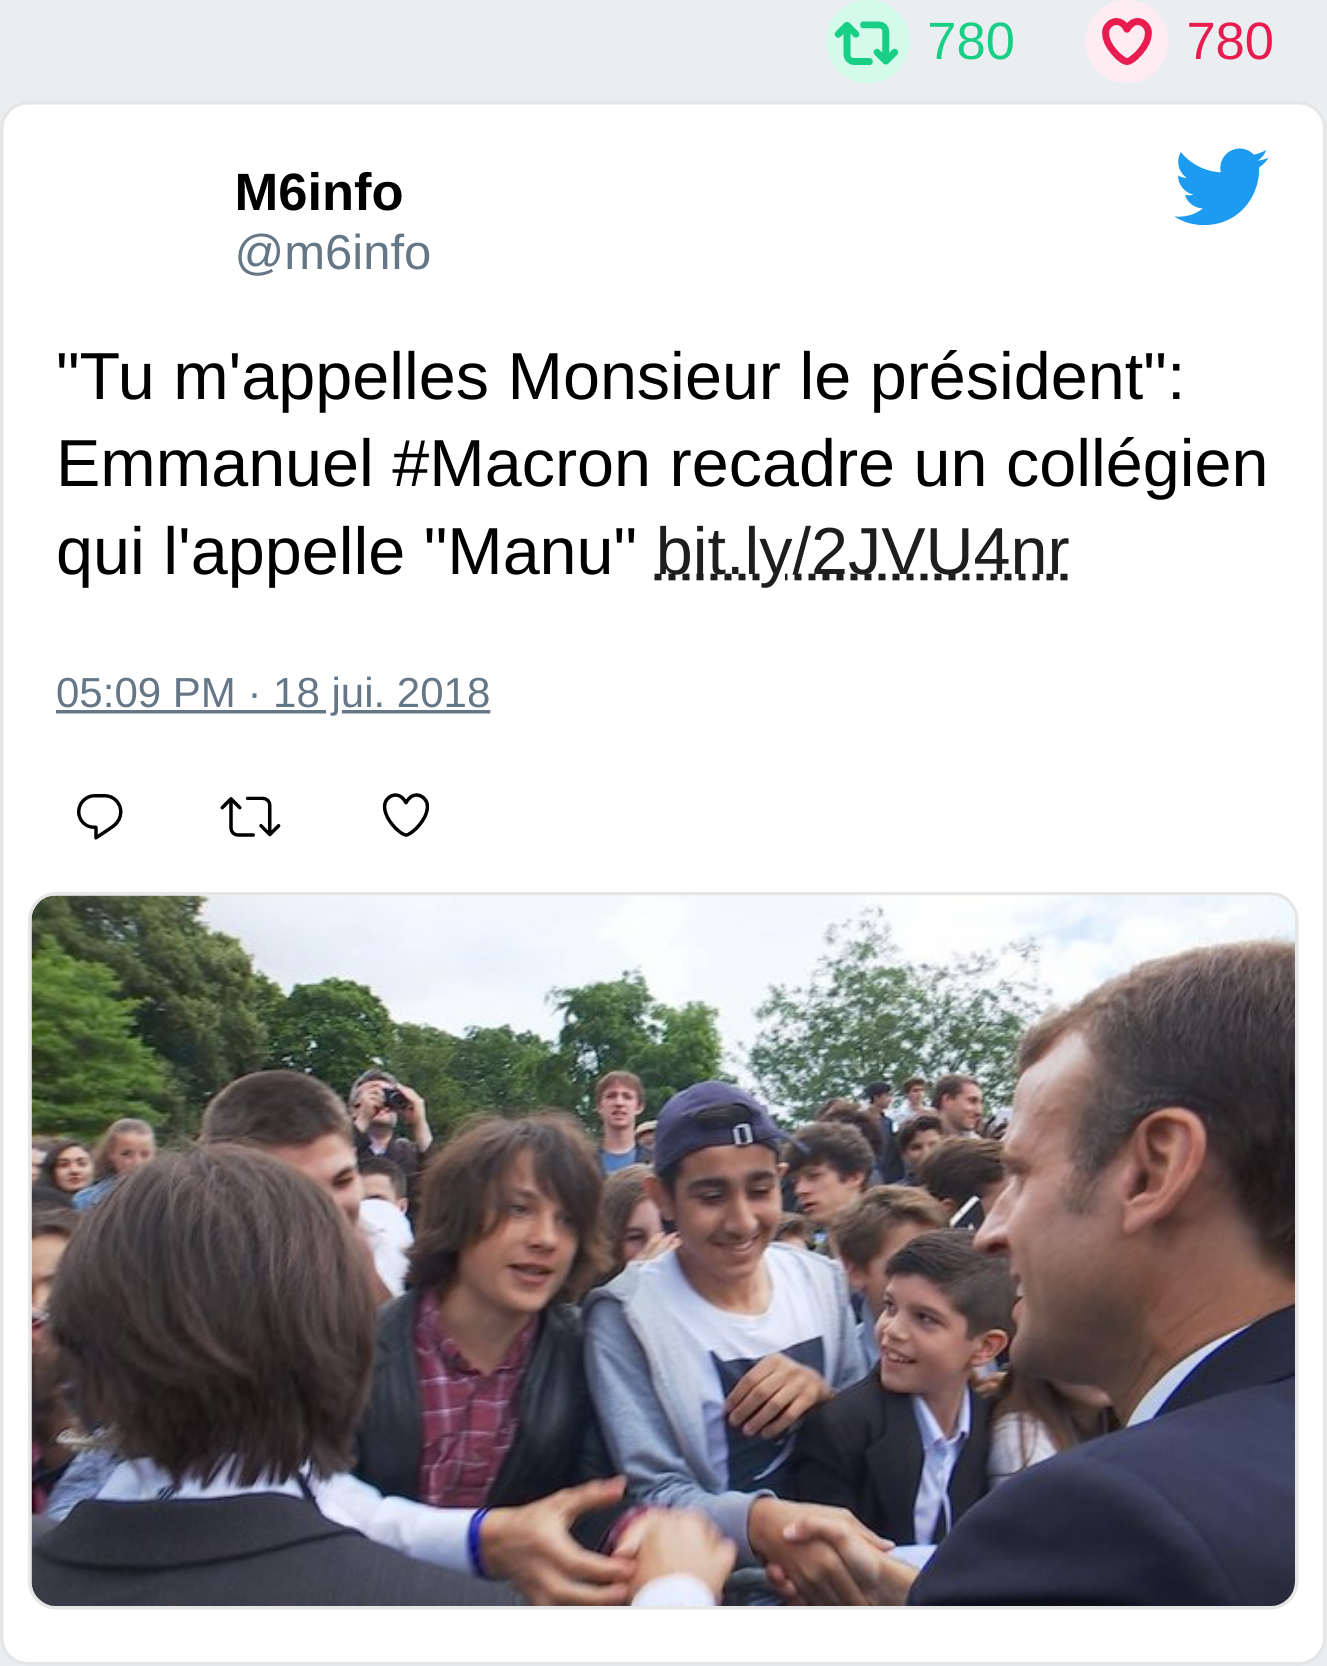 780 780
M6info
@m6info
"Tu m'appelles Monsieur le président":
Emmanuel #Macron recadre un collégien
qui l'appelle "Manu" bit.ly/2JVU4nr
05:09 PM · 18 jui. 2018